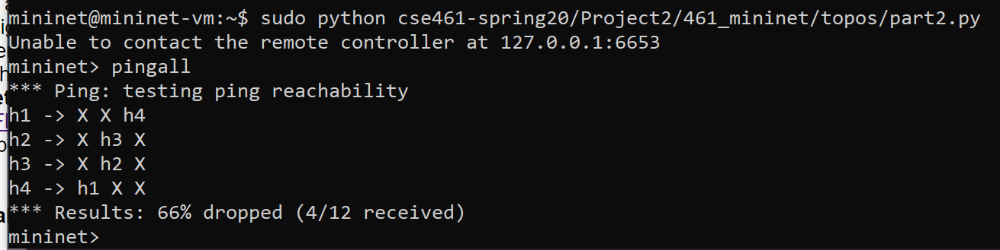 mininet@mininet-vm:~$ sudo python cse461-spring20/Project2/461_mininet/topos/part2.py
Unable to contact the remote controller at 127.0.0.1:6653
mininet> pingall
*** Ping: testing ping reachability
h1 -> X X h4
h2 -> X h3 X
h3 -> X h2 X
h4 -> h1 X X
*** Results: 66% dropped (4/12 received)
mininet>